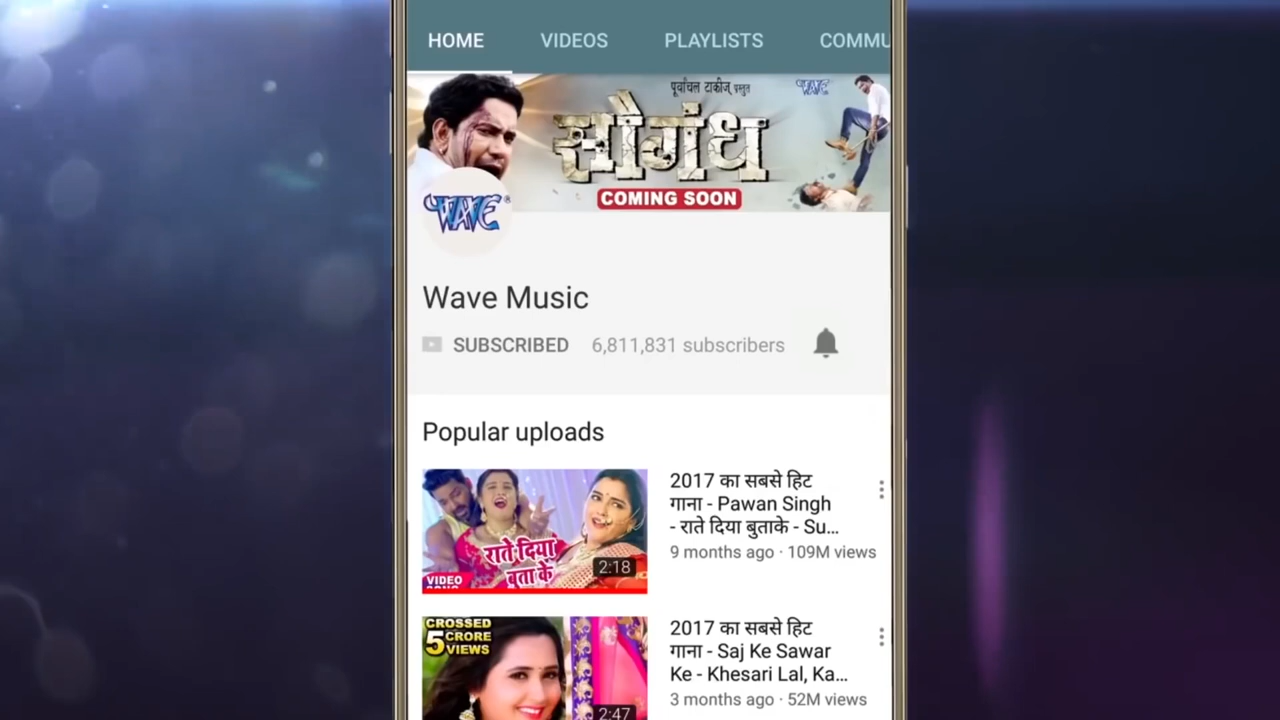 HOME VIDEOS PLAYLISTS COMMU
पूर्वांचल टाकीज् प्रस्तुत
WAVE
सौगंध
COMING SOON
WAVE®
Wave Music
SUBSCRIBED 6,811,831 subscribers
Popular uploads
राते दिया
बुता के
VIDEO
SONG
2:18
2017 का सबसे हिट
गाना - Pawan Singh
- राते दिया बुताके - Su...
9 months ago · 109M views
CROSSED
5 CRORE
VIEWS
2:47
2017 का सबसे हिट
गाना - Saj Ke Sawar
Ke - Khesari Lal, Ka...
3 months ago · 52M views